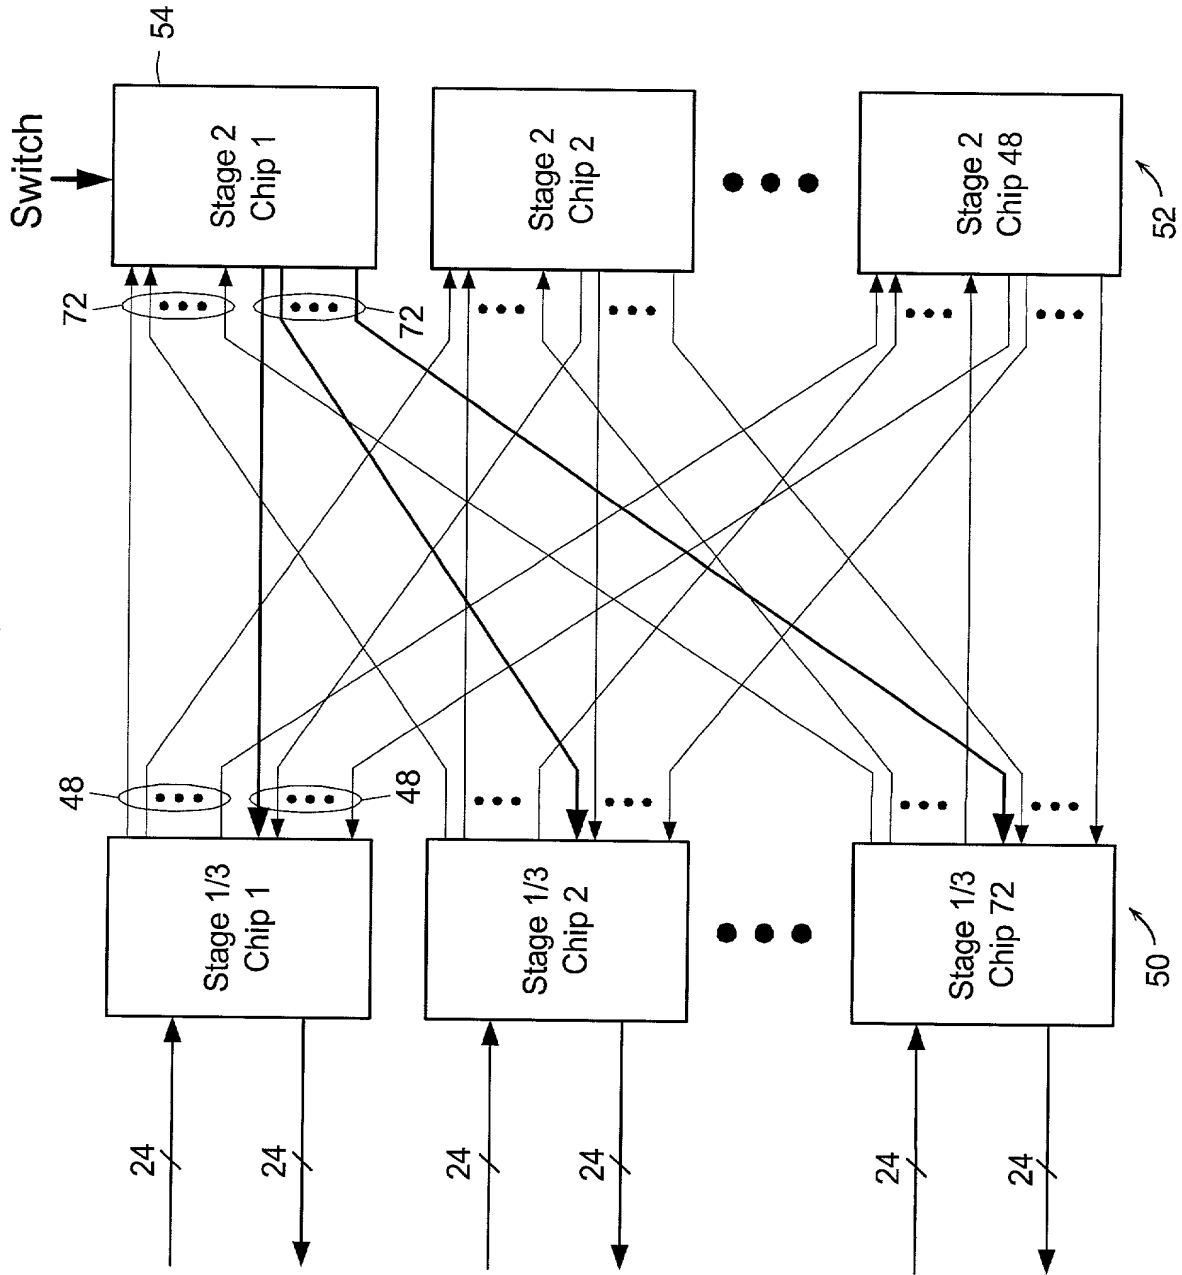 Switch
54
Stage 2
Chip 1
Stage 2
Chip 2
Stage 2
Chip 48
52
72
72
48
48
Stage 1/3
Chip 1
Stage 1/3
Chip 2
Stage 1/3
Chip 72
50
24
24
24
24
24
24